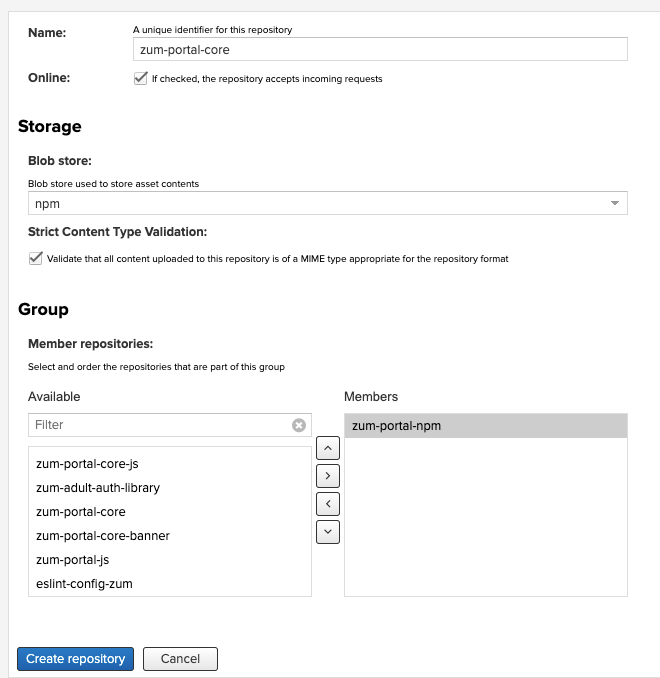 Name:
A unique identifier for this repository
zum-portal-core
Online:
If checked, the repository accepts incoming requests
Storage
Blob store:
Blob store used to store asset contents
npm
Strict Content Type Validation:
Validate that all content uploaded to this repository is of a MIME type appropriate for the repository format
Group
Member repositories:
Select and order the repositories that are part of this group
Available
Members
Filter
zum-portal-npm
zum-portal-core-js
zum-adult-auth-library
zum-portal-core
zum-portal-core-banner
zum-portal-js
eslint-config-zum
Create repository
Cancel